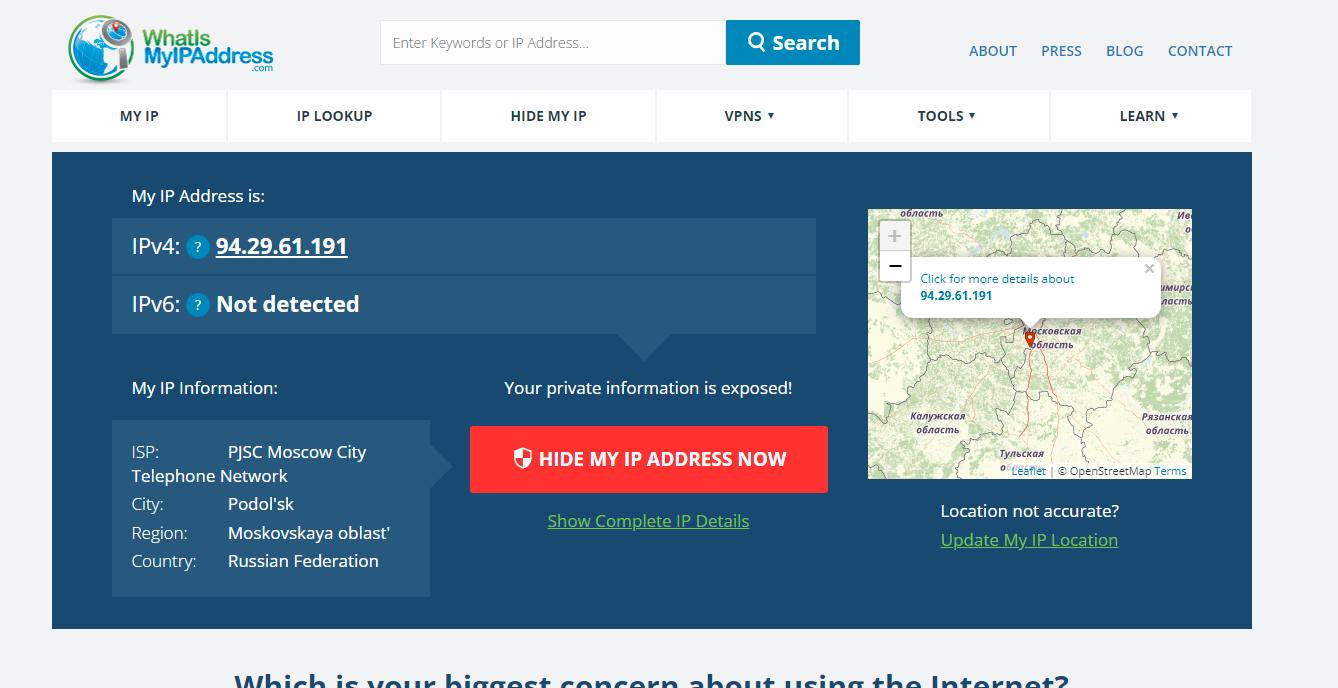 WhatIs
MyIPAddress
.com
Enter Keywords or IP Address...
Search
ABOUT
PRESS
BLOG
CONTACT
MY IP
IP LOOKUP
HIDE MY IP
VPNS ▼
TOOLS ▼
LEARN ▼
My IP Address is:
IPv4: ? 94.29.61.191
IPv6: ? Not detected
My IP Information:
ISP: PJSC Moscow City
Telephone Network
City: Podol'sk
Region: Moskovskaya oblast'
Country: Russian Federation
Your private information is exposed!
HIDE MY IP ADDRESS NOW
Show Complete IP Details
область
+
−
Click for more details about
94.29.61.191
×
Московская
область
Калужская
область
Рязанская
область
Тульская
Leaflet | © OpenStreetMap Terms
Location not accurate?
Update My IP Location
Which is your biggest concern about using the Internet?